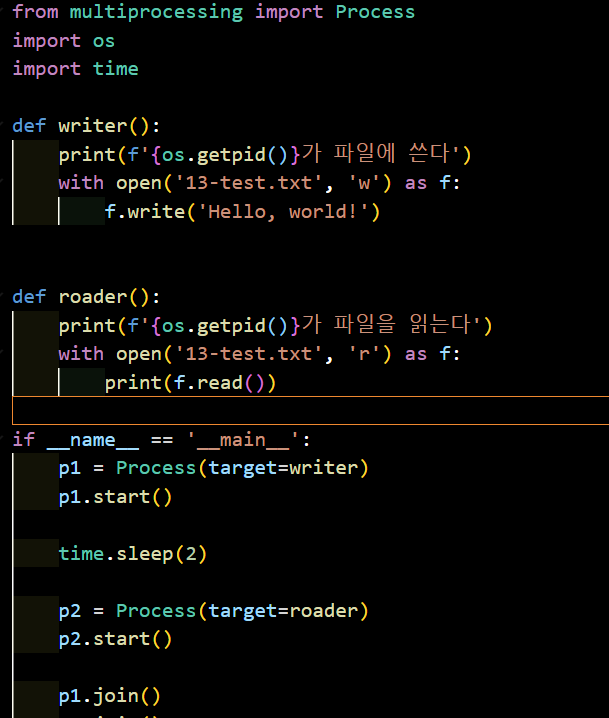 from multiprocessing import Process
import os
import time
def writer():
print(f'{os.getpid()}가 파일에 쓴다')
with open('13-test.txt', 'w') as f:
f.write('Hello, world!')
def roader():
print(f'{os.getpid()}가 파일을 읽는다')
with open('13-test.txt', 'r') as f:
print(f.read())
if __name__ == '__main__':
p1 = Process(target=writer)
p1.start()
time.sleep(2)
p2 = Process(target=roader)
p2.start()
p1.join()